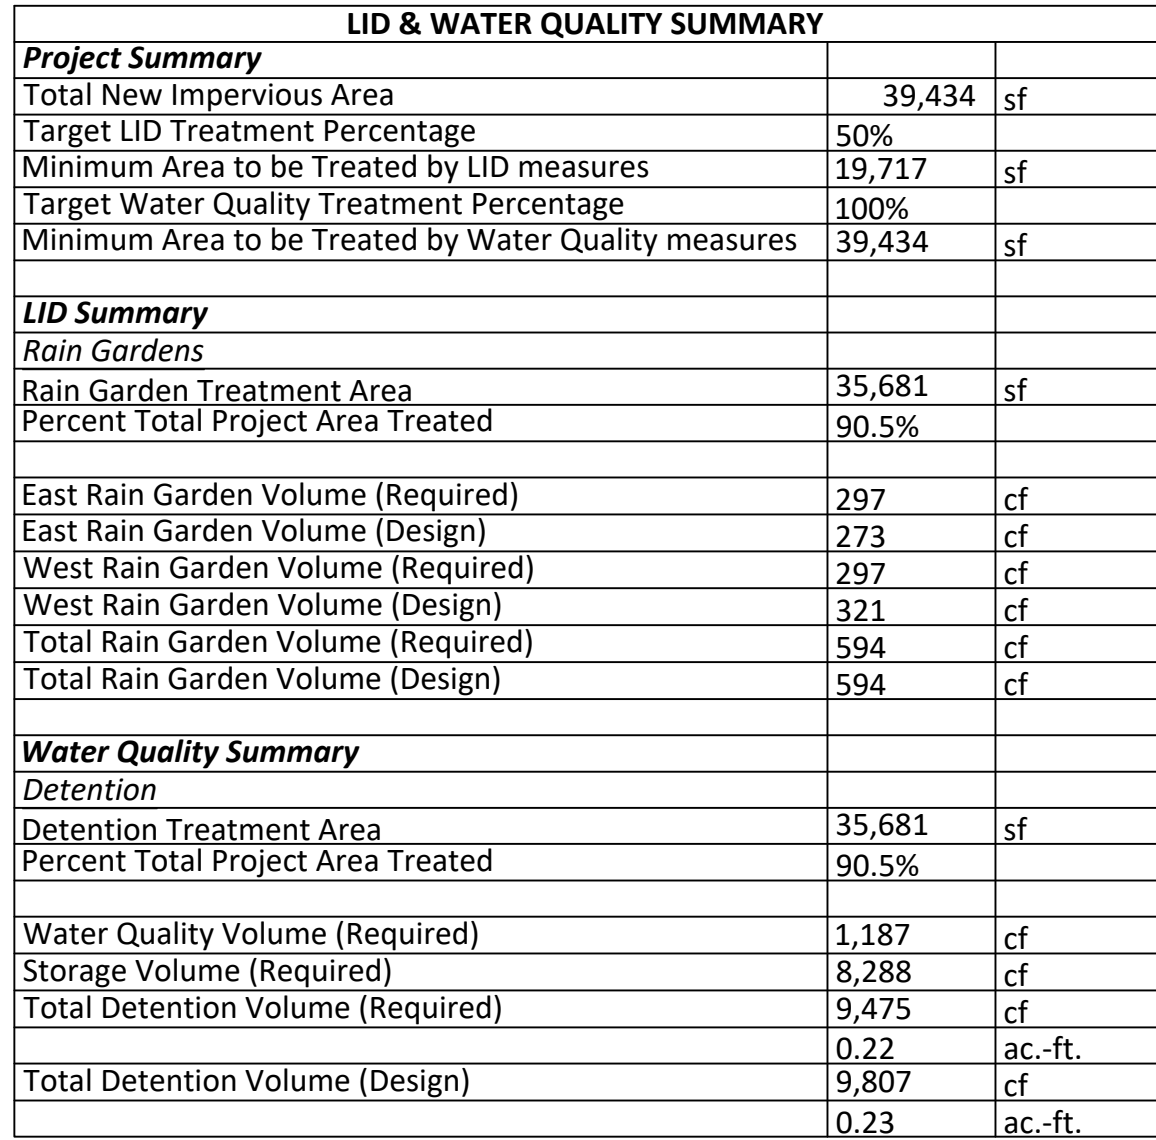 LID & WATER QUALITY SUMMARY
Project Summary
Total New Impervious Area 39,434 sf
Target LID Treatment Percentage 50%
Minimum Area to be Treated by LID measures 19,717 sf
Target Water Quality Treatment Percentage 100%
Minimum Area to be Treated by Water Quality measures 39,434 sf
LID Summary
Rain Gardens
Rain Garden Treatment Area 35,681 sf
Percent Total Project Area Treated 90.5%
East Rain Garden Volume (Required) 297 cf
East Rain Garden Volume (Design) 273 cf
West Rain Garden Volume (Required) 297 cf
West Rain Garden Volume (Design) 321 cf
Total Rain Garden Volume (Required) 594 cf
Total Rain Garden Volume (Design) 594 cf
Water Quality Summary
Detention
Detention Treatment Area 35,681 sf
Percent Total Project Area Treated 90.5%
Water Quality Volume (Required) 1,187 cf
Storage Volume (Required) 8,288 cf
Total Detention Volume (Required) 9,475 cf
0.22 ac.-ft.
Total Detention Volume (Design) 9,807 cf
0.23 ac.-ft.